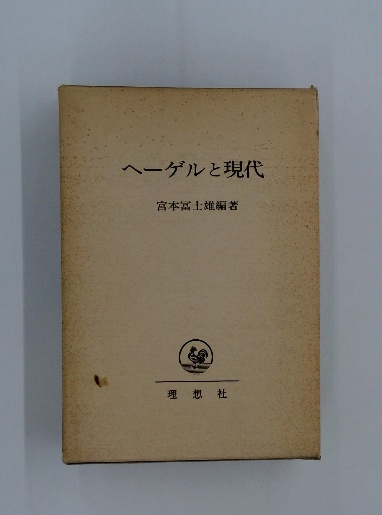 ヘーゲルと現代
宮本冨士雄編著
理想社